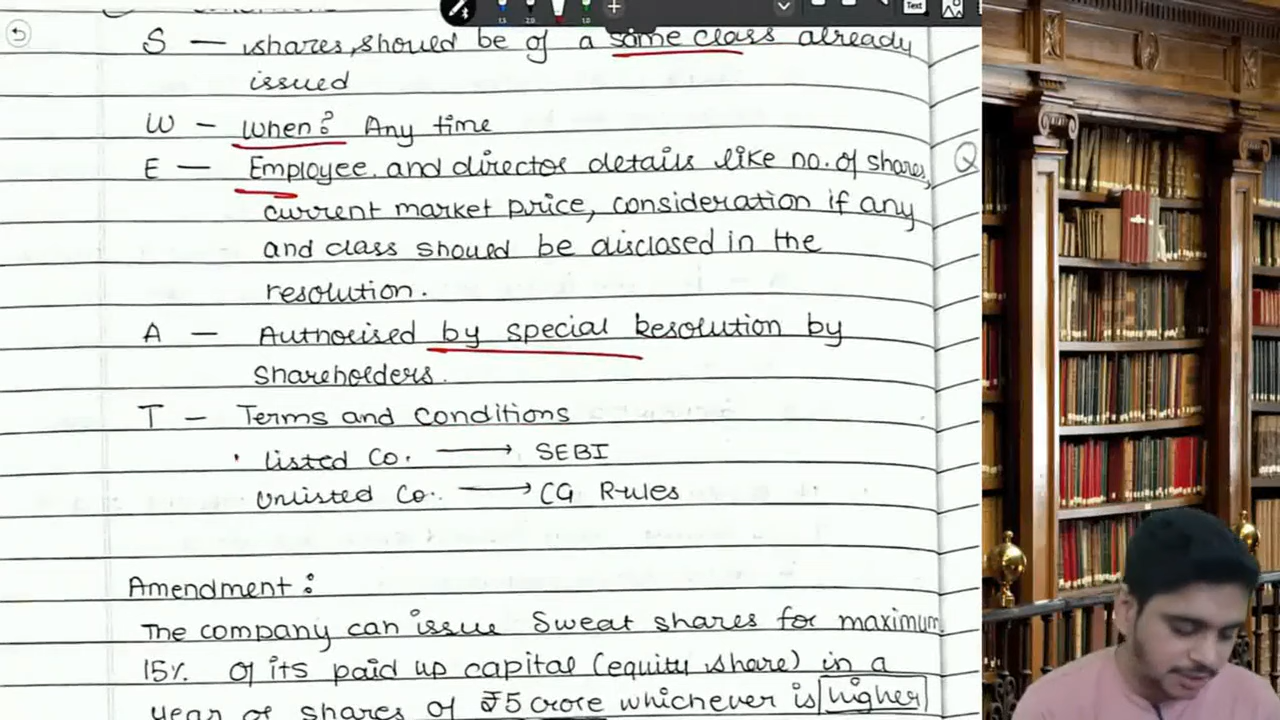 S — shares, should be of a same class already
issued
W - When? Any time
E — Employee and director details like no. of shares,
current market price, consideration if any
and class should be disclosed in the
resolution.
A — Authorised by special Resolution by
Shareholders.
T — Terms and Conditions
listed Co. → SEBI
Unlisted Co. → CG Rules
Amendment :
The company can issue Sweat shares for maximum
15% of its paid up capital (equity share) in a
year or shares of ₹5 crore whichever is higher
Q
Text